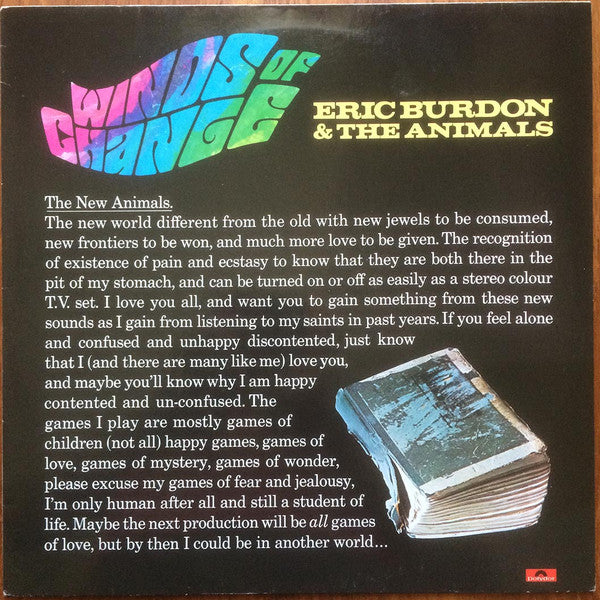 WINDS OF
CHANGE
ERIC BURDON
& THE ANIMALS
The New Animals.
The new world different from the old with new jewels to be consumed,
new frontiers to be won, and much more love to be given. The recognition
of existence of pain and ecstasy to know that they are both there in the
pit of my stomach, and can be turned on or off as easily as a stereo colour
T.V. set. I love you all, and want you to gain something from these new
sounds as I gain from listening to my saints in past years. If you feel alone
and confused and unhappy discontented, just know
that I (and there are many like me) love you,
and maybe you'll know why I am happy
contented and un-confused. The
games I play are mostly games of
children (not all) happy games, games of
love, games of mystery, games of wonder,
please excuse my games of fear and jealousy,
I'm only human after all and still a student of
life. Maybe the next production will be all games
of love, but by then I could be in another world...
Polydor